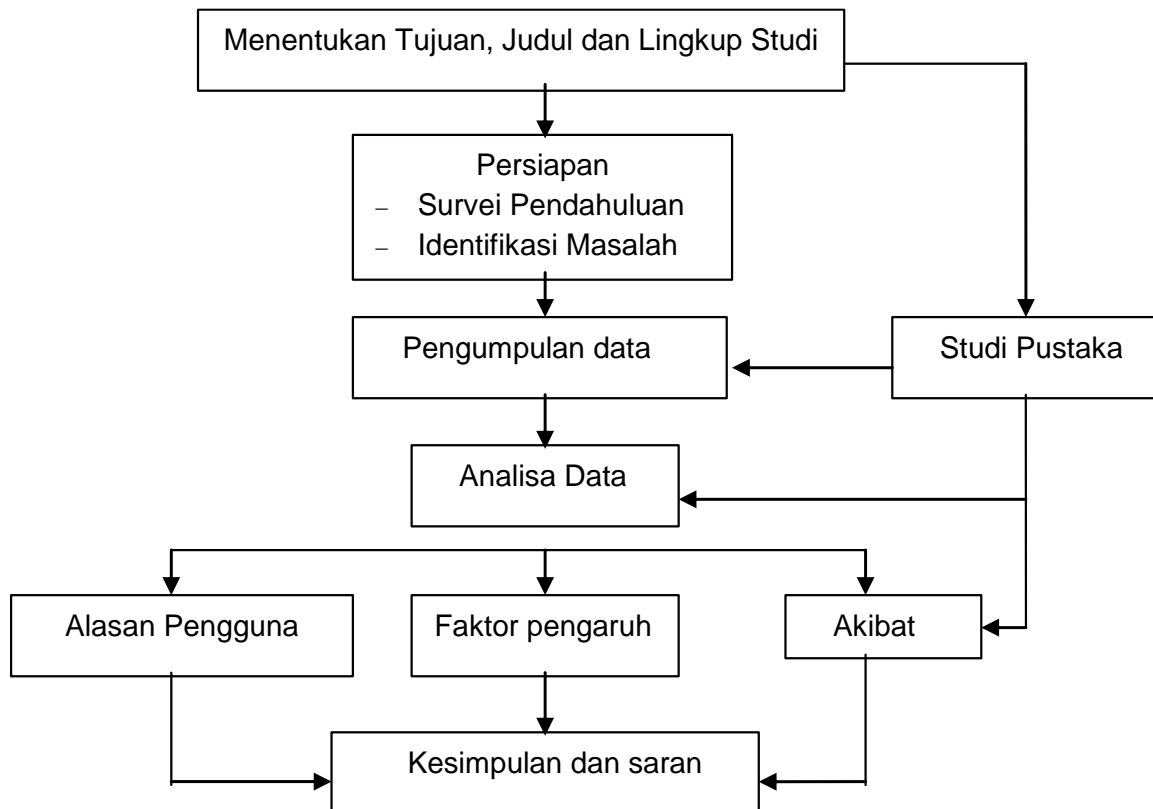 Menentukan Tujuan, Judul dan Lingkup Studi
Persiapan
– Survei Pendahuluan
– Identifikasi Masalah
Pengumpulan data
Studi Pustaka
Analisa Data
Alasan Pengguna
Faktor pengaruh
Akibat
Kesimpulan dan saran